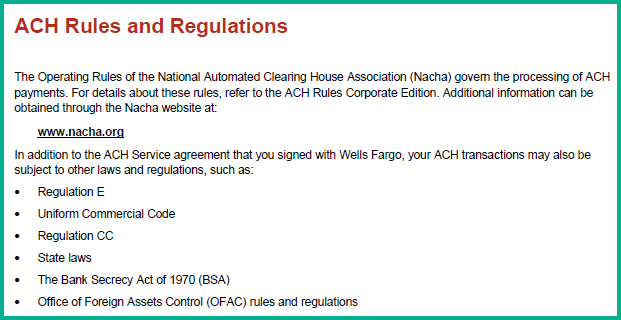 ACH Rules and Regulations
The Operating Rules of the National Automated Clearing House Association (Nacha) govern the processing of ACH
payments. For details about these rules, refer to the ACH Rules Corporate Edition. Additional information can be
obtained through the Nacha website at:
www.nacha.org
In addition to the ACH Service agreement that you signed with Wells Fargo, your ACH transactions may also be
subject to other laws and regulations, such as:
• Regulation E
• Uniform Commercial Code
• Regulation CC
• State laws
• The Bank Secrecy Act of 1970 (BSA)
• Office of Foreign Assets Control (OFAC) rules and regulations